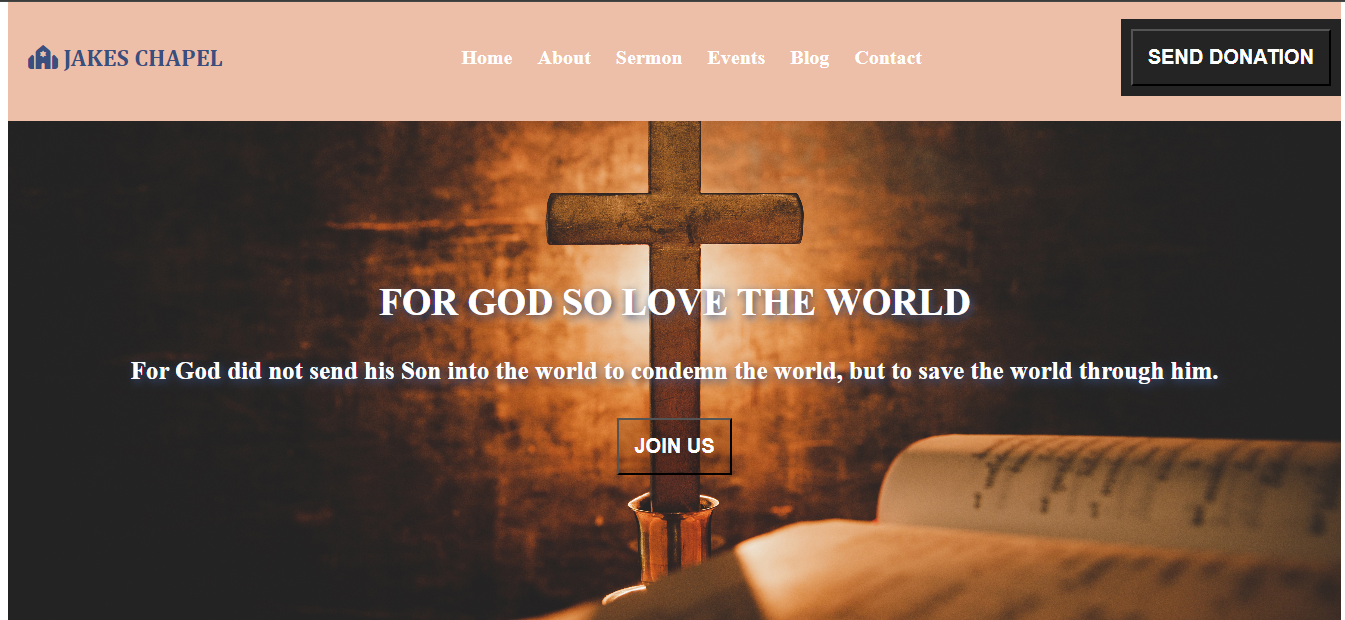 JAKES CHAPEL
Home About Sermon Events Blog Contact
SEND DONATION
FOR GOD SO LOVE THE WORLD
For God did not send his Son into the world to condemn the world, but to save the world through him.
JOIN US